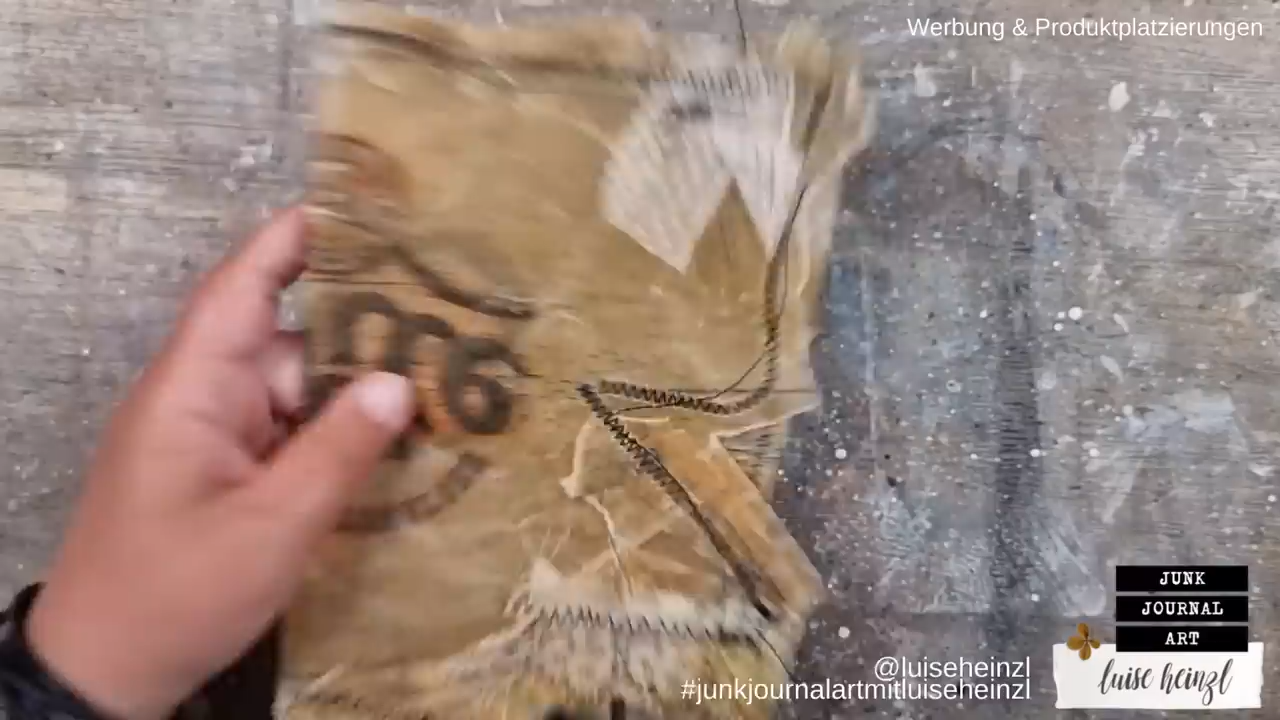 Werbung & Produktplatzierungen
JUNK
JOURNAL
ART
@luiseheinzl
#junkjournalartmitluiseheinzl
luise heinzl